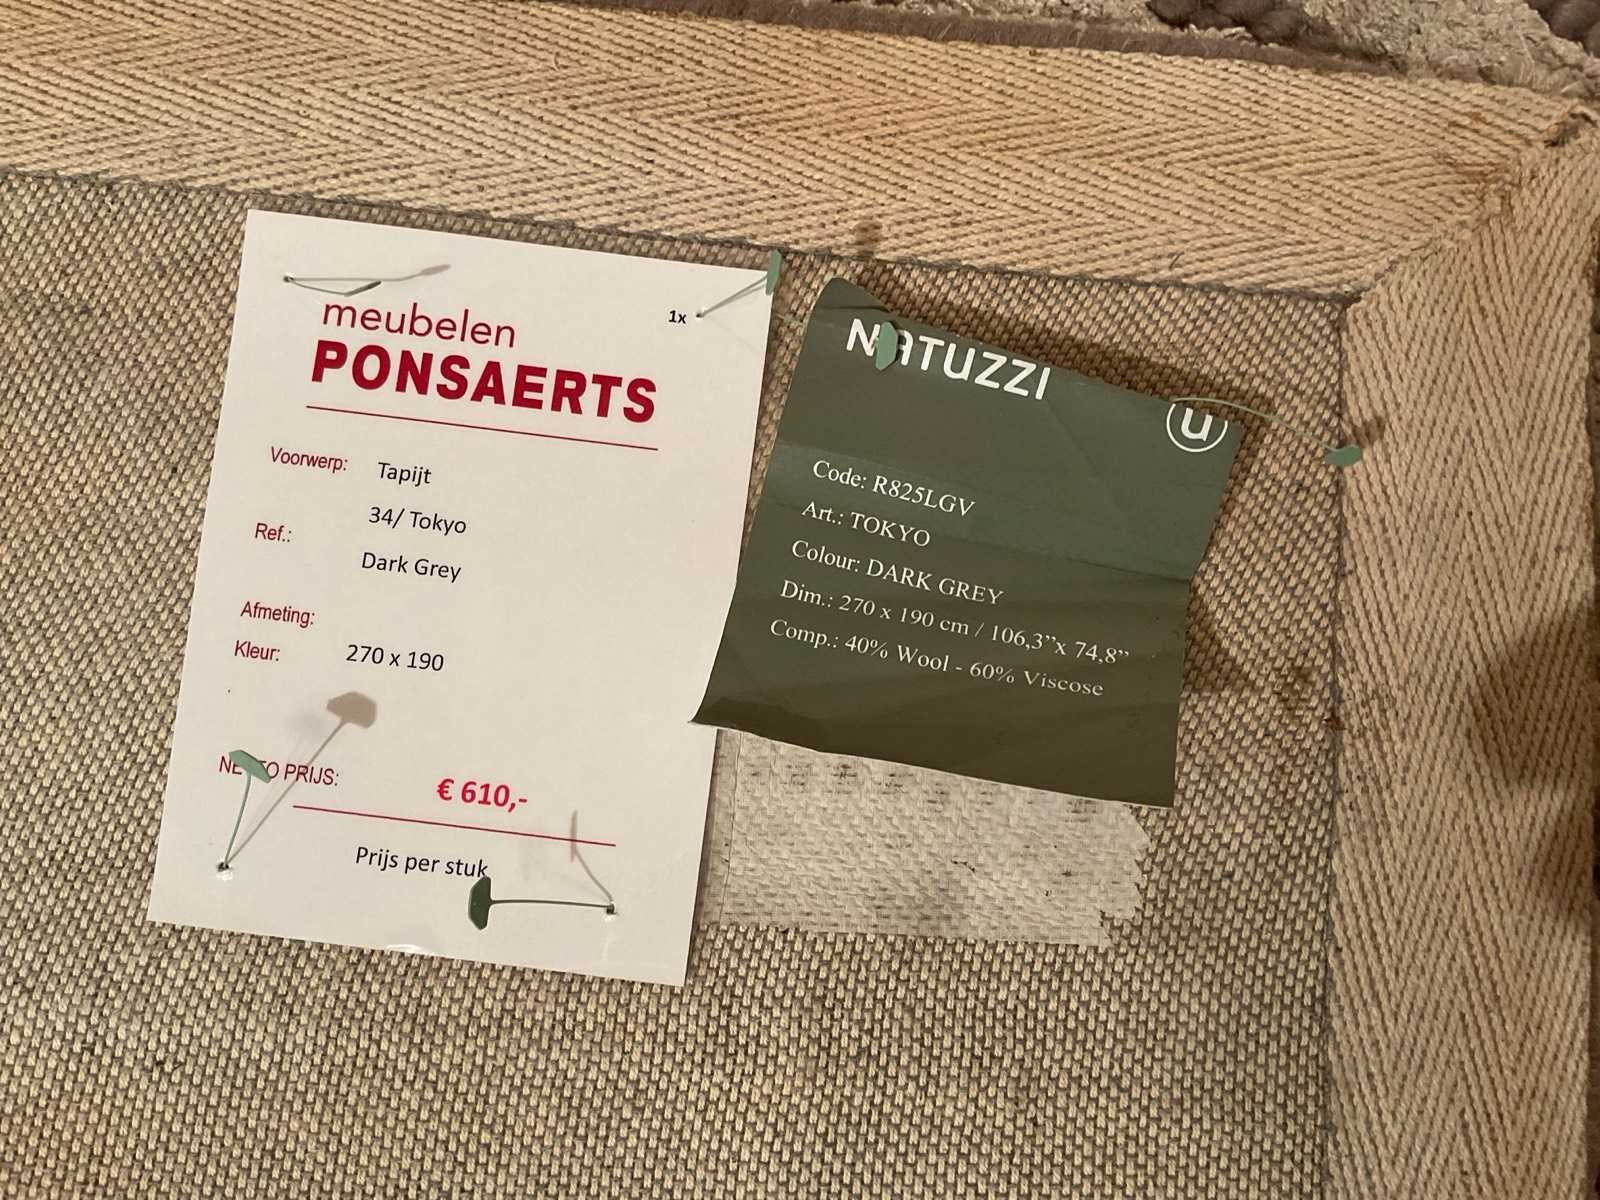 1x
meubelen
PONSAERTS
Voorwerp: Tapijt
34/ Tokyo
Ref.:
Dark Grey
Afmeting:
Kleur: 270 x 190
NETTO PRIJS: € 610,-
Prijs per stuk
NATUZZI
u
Code: R825LGV
Art.: TOKYO
Colour: DARK GREY
Dim.: 270 x 190 cm / 106,3”x 74,8”
Comp.: 40% Wool - 60% Viscose